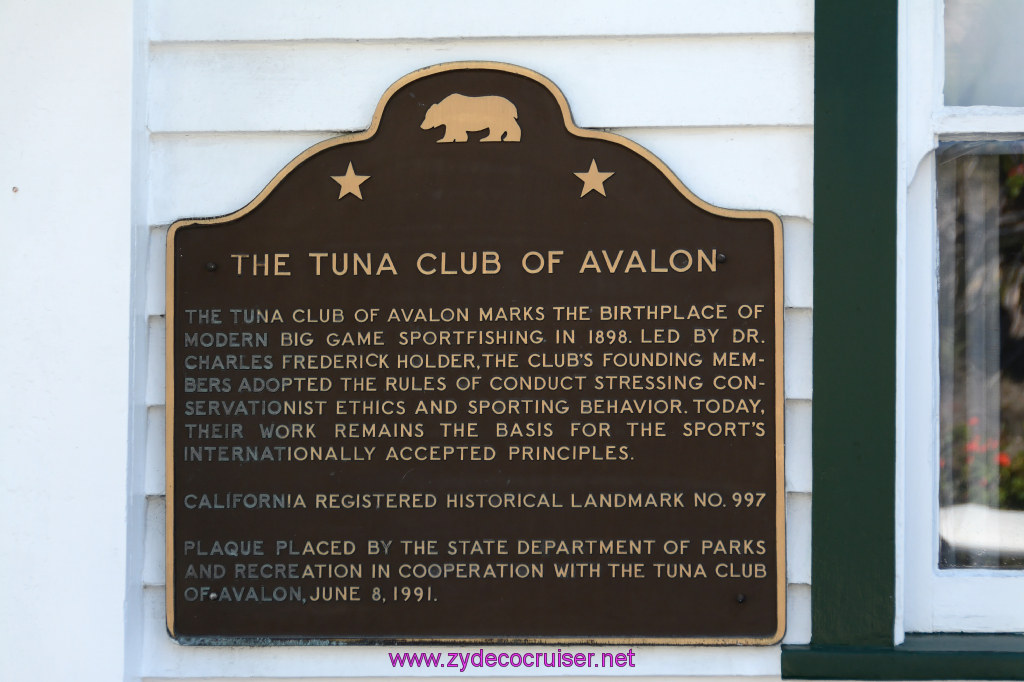 THE TUNA CLUB OF AVALON
THE TUNA CLUB OF AVALON MARKS THE BIRTHPLACE OF
MODERN BIG GAME SPORTFISHING IN 1898. LED BY DR.
CHARLES FREDERICK HOLDER, THE CLUB'S FOUNDING MEM-
BERS ADOPTED THE RULES OF CONDUCT STRESSING CON-
SERVATIONIST ETHICS AND SPORTING BEHAVIOR. TODAY,
THEIR WORK REMAINS THE BASIS FOR THE SPORT'S
INTERNATIONALLY ACCEPTED PRINCIPLES.
CALIFORNIA REGISTERED HISTORICAL LANDMARK NO. 997
PLAQUE PLACED BY THE STATE DEPARTMENT OF PARKS
AND RECREATION IN COOPERATION WITH THE TUNA CLUB
OF AVALON, JUNE 8, 1991.
www.zydecocruiser.net